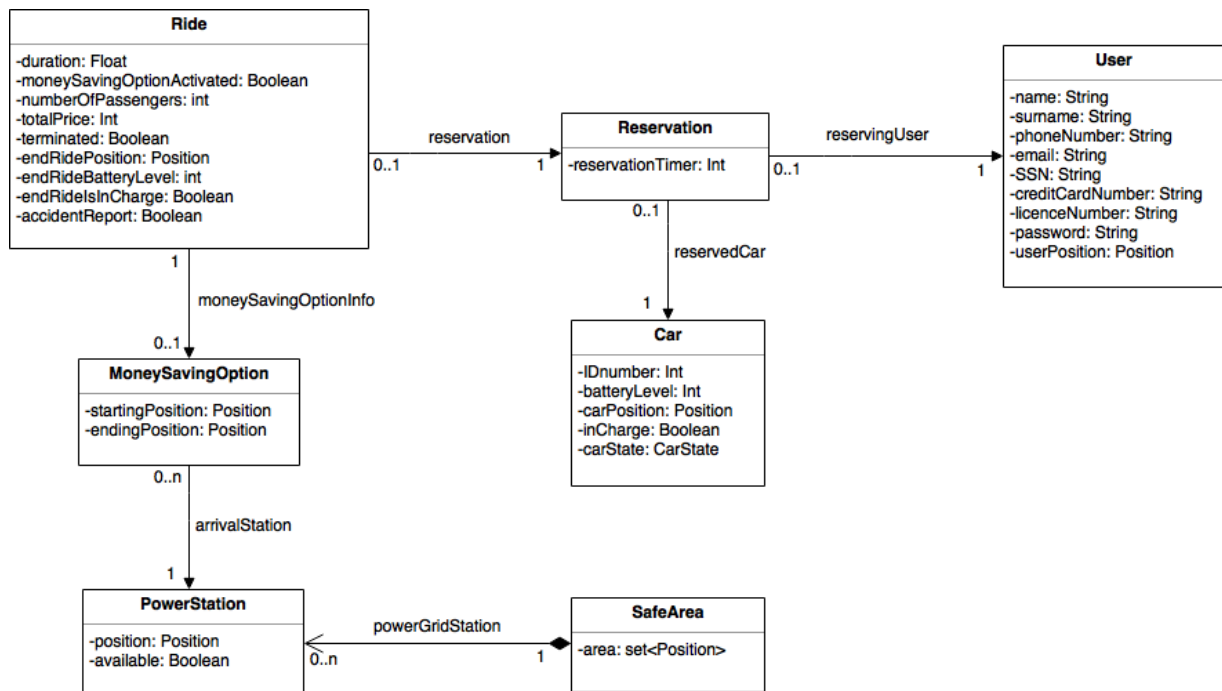 Ride
-duration: Float
-moneySavingOptionActivated: Boolean
-numberOfPassengers: int
-totalPrice: Int
-terminated: Boolean
-endRidePosition: Position
-endRideBatteryLevel: int
-endRideIsInCharge: Boolean
-accidentReport: Boolean
reservation
0..1
1
Reservation
-reservationTimer: Int
reservingUser
0..1
1
User
-name: String
-surname: String
-phoneNumber: String
-email: String
-SSN: String
-creditCardNumber: String
-licenceNumber: String
-password: String
-userPosition: Position
0..1
reservedCar
1
Car
-IDnumber: Int
-batteryLevel: Int
-carPosition: Position
-inCharge: Boolean
-carState: CarState
1
moneySavingOptionInfo
0..1
MoneySavingOption
-startingPosition: Position
-endingPosition: Position
0..n
arrivalStation
1
PowerStation
-position: Position
-available: Boolean
powerGridStation
0..n
1
SafeArea
-area: set<Position>